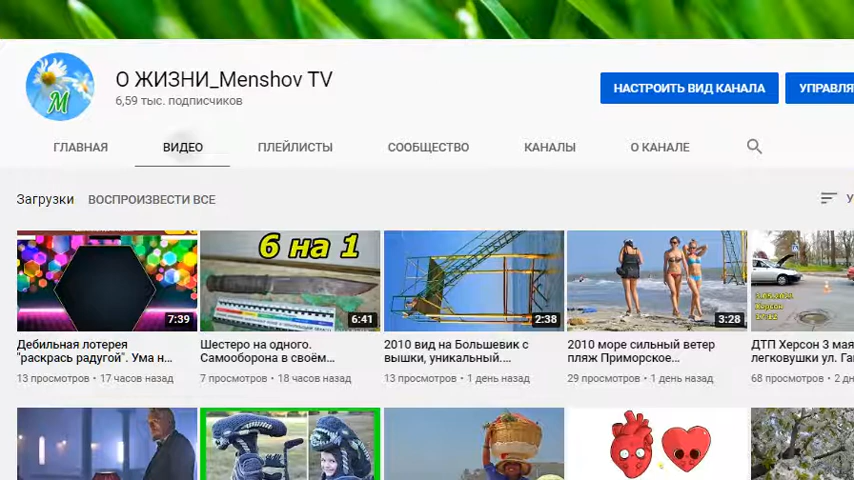 О ЖИЗНИ_Menshov TV
6,59 тыс. подписчиков
НАСТРОИТЬ ВИД КАНАЛА
УПРАВЛЯ
ГЛАВНАЯ
ВИДЕО
ПЛЕЙЛИСТЫ
СООБЩЕСТВО
КАНАЛЫ
О КАНАЛЕ
Загрузки
ВОСПРОИЗВЕСТИ ВСЕ
У
7:39
6 на 1
6:41
2:38
3:28
Дебильная лотерея
"раскрась радугой". Ума н...
13 просмотров • 17 часов назад
Шестеро на одного.
Самооборона в своём...
7 просмотров • 18 часов назад
2010 вид на Большевик с
вышки, уникальный....
13 просмотров • 1 день назад
2010 море сильный ветер
пляж Приморское...
29 просмотров • 1 день назад
ДТП Херсон 3 мая
легковушки ул. Га
68 просмотров • 2 д